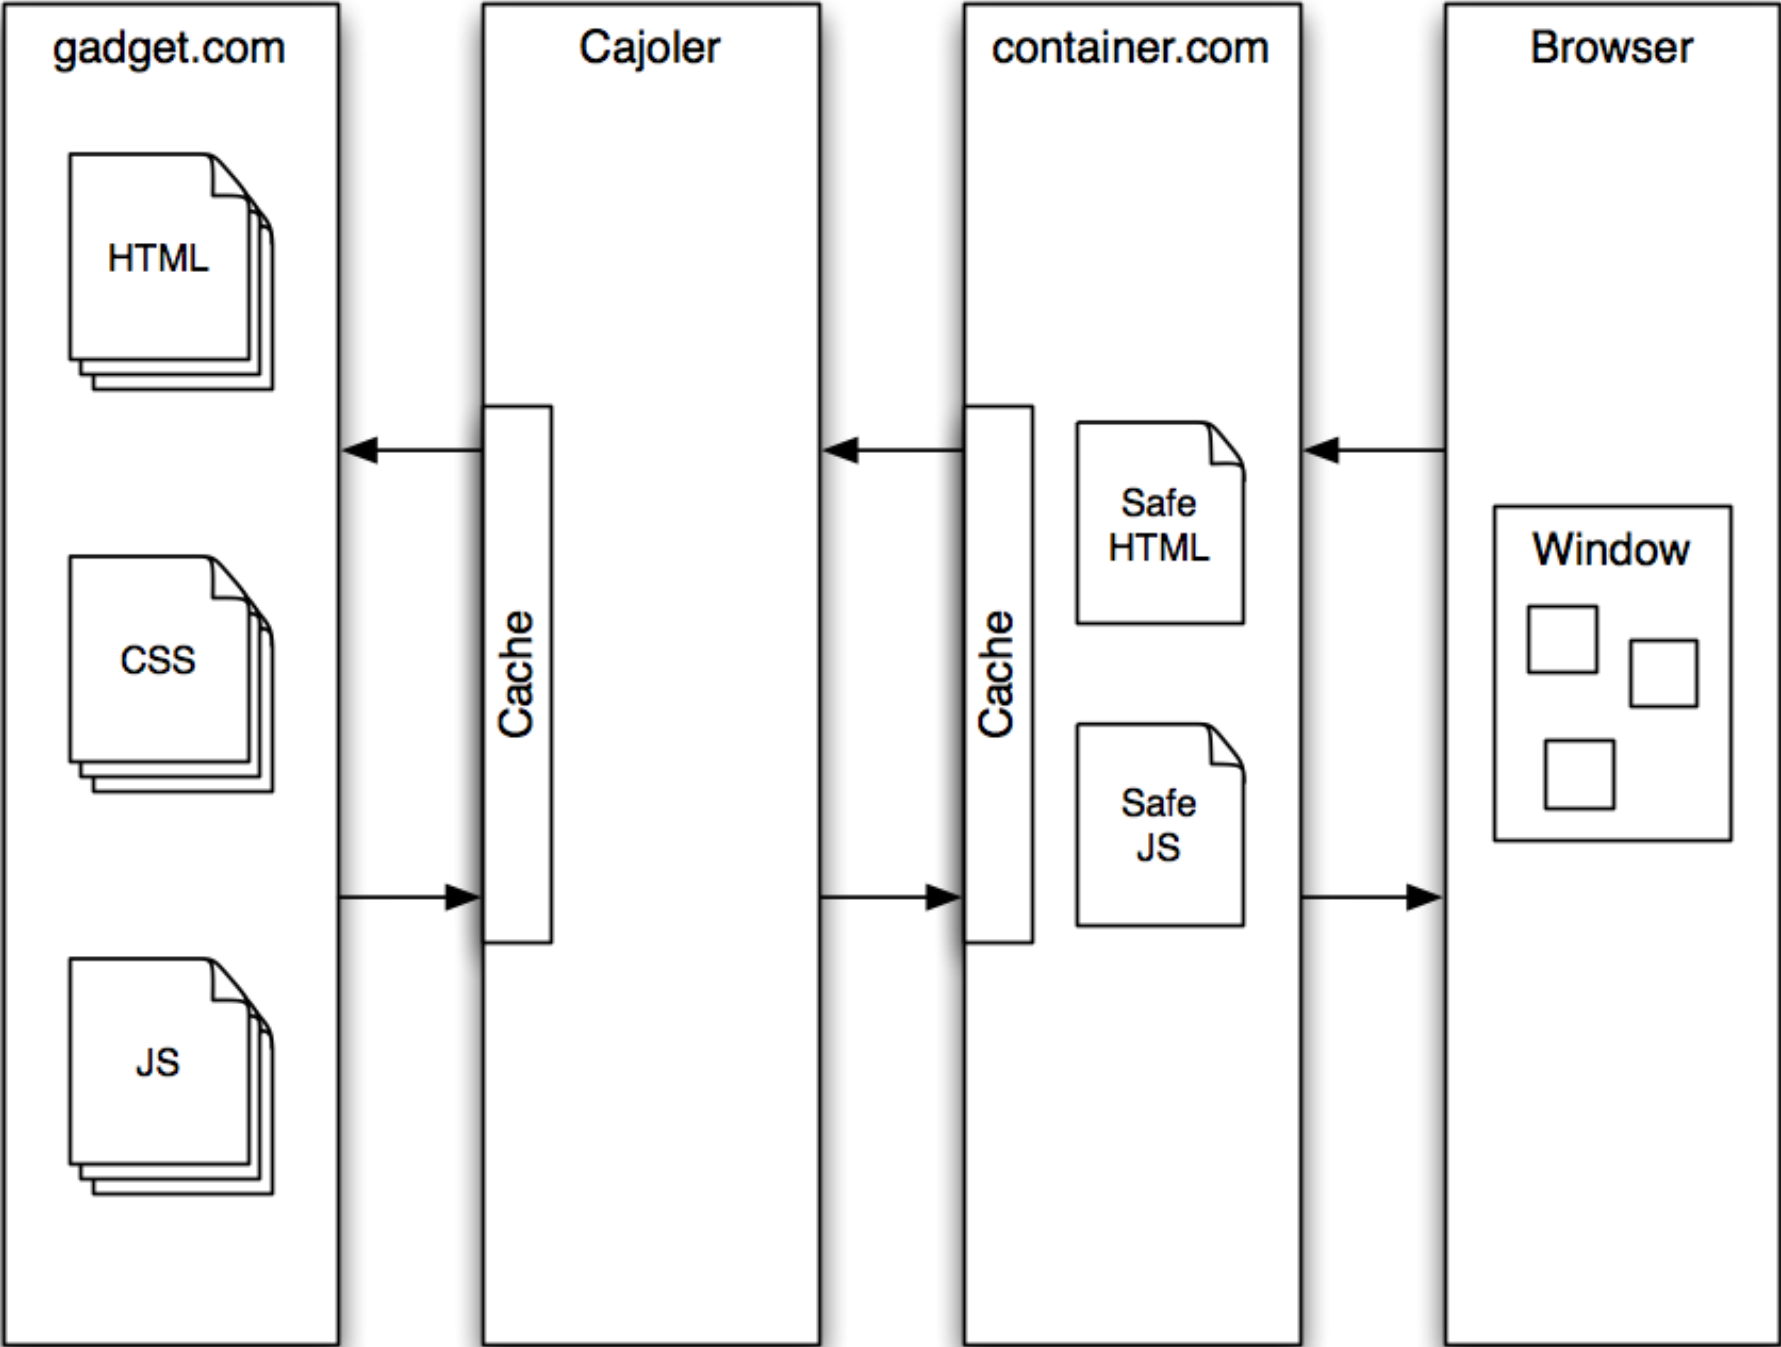 gadget.com
HTML
CSS
JS
Cajoler
Cache
container.com
Cache
Safe
HTML
Safe
JS
Browser
Window